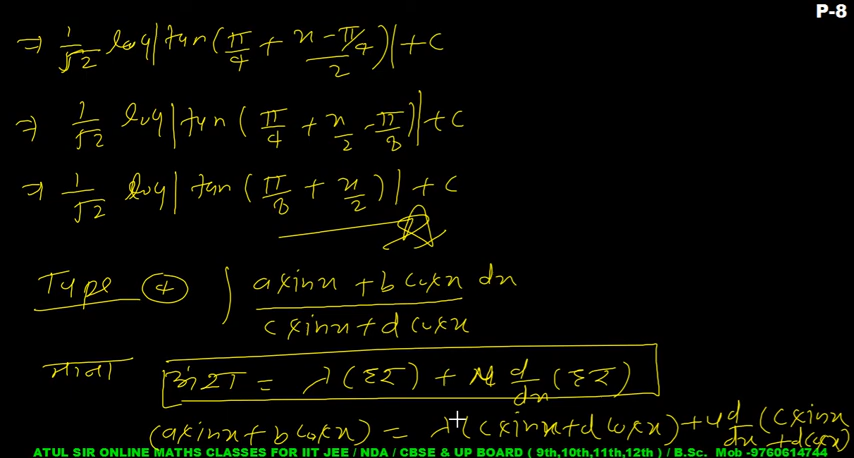 P-8
⇒ 1/√2 log|tan(π/4 + (x - π/4)/2)| + C
⇒ 1/√2 log|tan(π/4 + x/2 - π/8)| + C
⇒ 1/√2 log|tan(π/8 + x/2)| + C
Type 4 ∫ (a sinx + b cosx)/(c sinx + d cosx) dx
माना अंश = λ(हर) + M d/dx (हर)
(a sinx + b cosx) = λ(c sinx + d cosx) + μ d/dx (c sinx + d cosx)
ATUL SIR ONLINE MATHS CLASSES FOR IIT JEE / NDA / CBSE & UP BOARD ( 9th,10th,11th,12th ) / B.Sc. Mob -9760614744